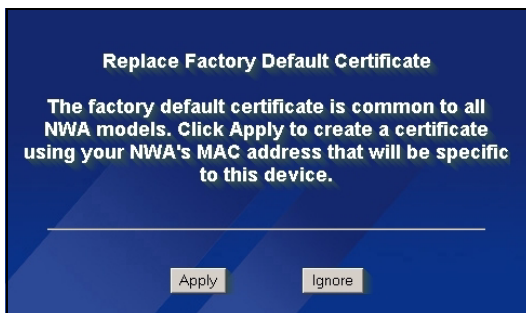 Replace Factory Default Certificate
The factory default certificate is common to all
NWA models. Click Apply to create a certificate
using your NWA's MAC address that will be specific
to this device.
Apply Ignore